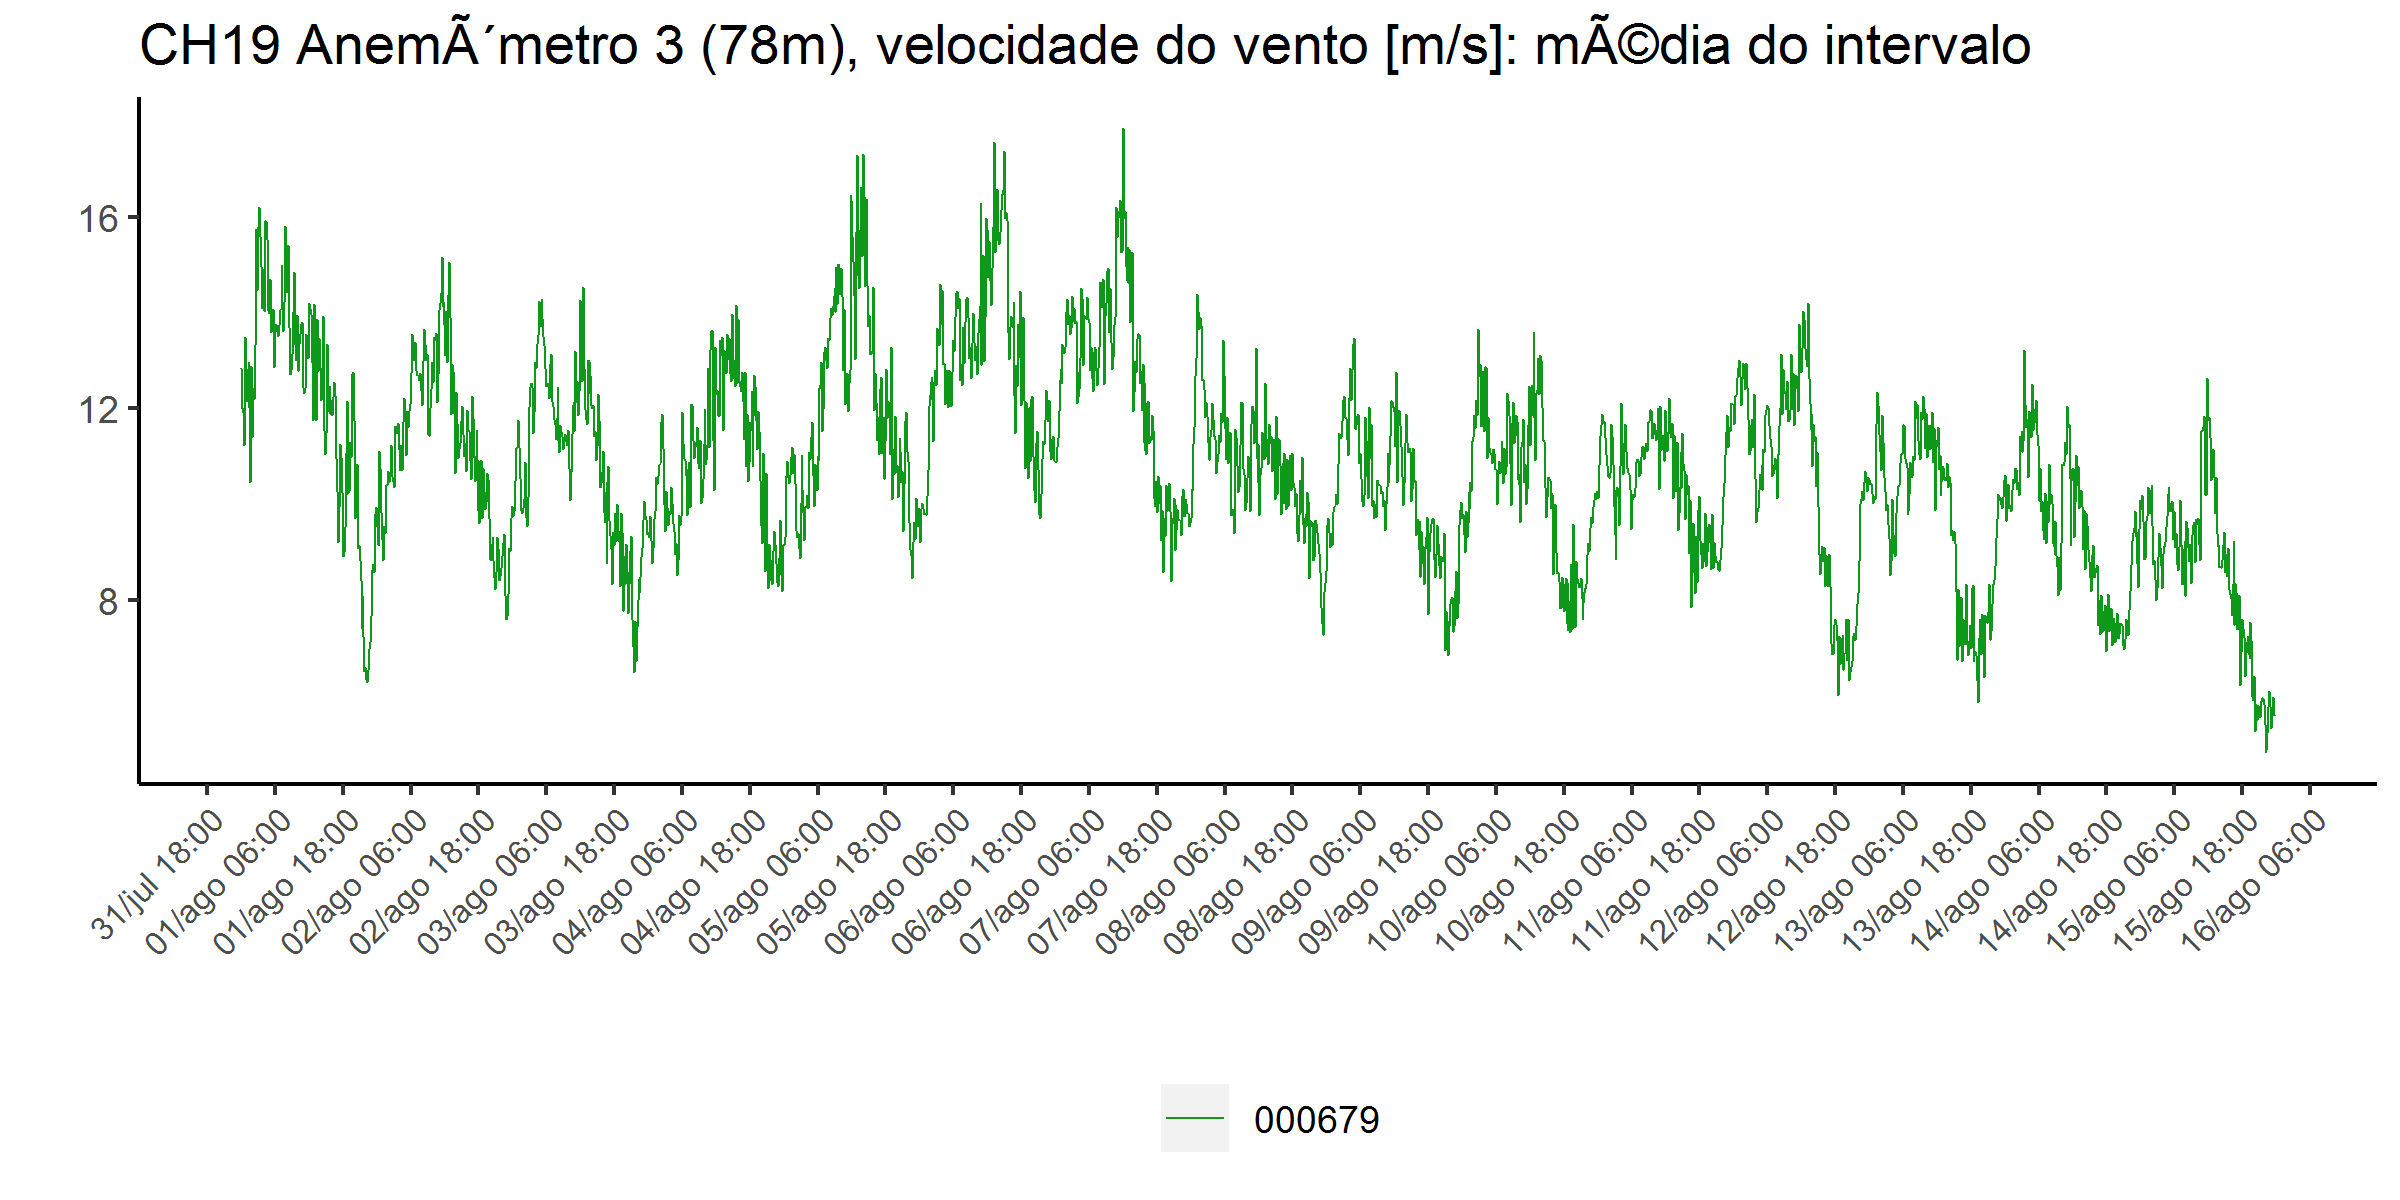 CH19 AnemÃ´metro 3 (78m), velocidade do vento [m/s]: mÃ©dia do intervalo
16
12
8
31/jul 18:00
01/ago 06:00
01/ago 18:00
02/ago 06:00
02/ago 18:00
03/ago 06:00
03/ago 18:00
04/ago 06:00
04/ago 18:00
05/ago 06:00
05/ago 18:00
06/ago 06:00
06/ago 18:00
07/ago 06:00
07/ago 18:00
08/ago 06:00
08/ago 18:00
09/ago 06:00
09/ago 18:00
10/ago 06:00
10/ago 18:00
11/ago 06:00
11/ago 18:00
12/ago 06:00
12/ago 18:00
13/ago 06:00
13/ago 18:00
14/ago 06:00
14/ago 18:00
15/ago 06:00
15/ago 18:00
16/ago 06:00
000679